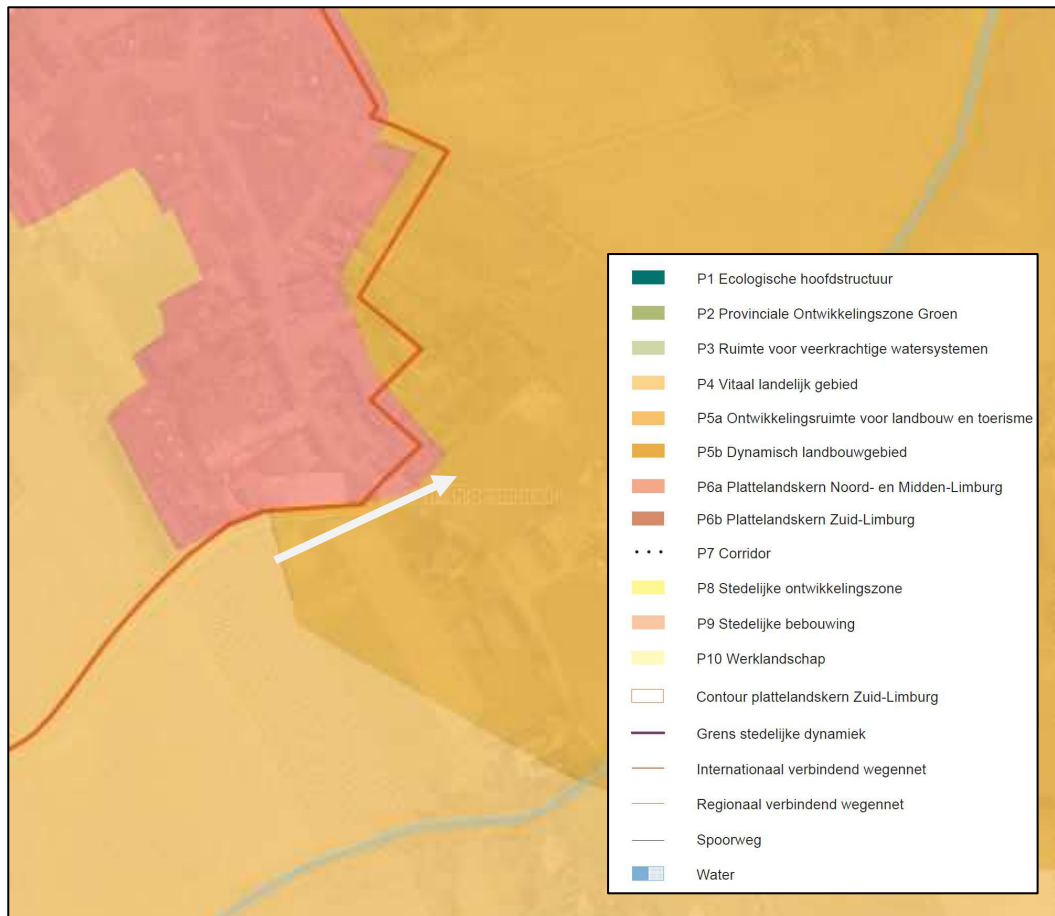 P1 Ecologische hoofdstructuur
P2 Provinciale Ontwikkelingszone Groen
P3 Ruimte voor veerkrachtige watersystemen
P4 Vitaal landelijk gebied
P5a Ontwikkelingsruimte voor landbouw en toerisme
P5b Dynamisch landbouwgebied
P6a Plattelandskern Noord- en Midden-Limburg
P6b Plattelandskern Zuid-Limburg
P7 Corridor
P8 Stedelijke ontwikkelingszone
P9 Stedelijke bebouwing
P10 Werklandschap
Contour plattelandskern Zuid-Limburg
Grens stedelijke dynamiek
Internationaal verbindend wegennet
Regionaal verbindend wegennet
Spoorweg
Water